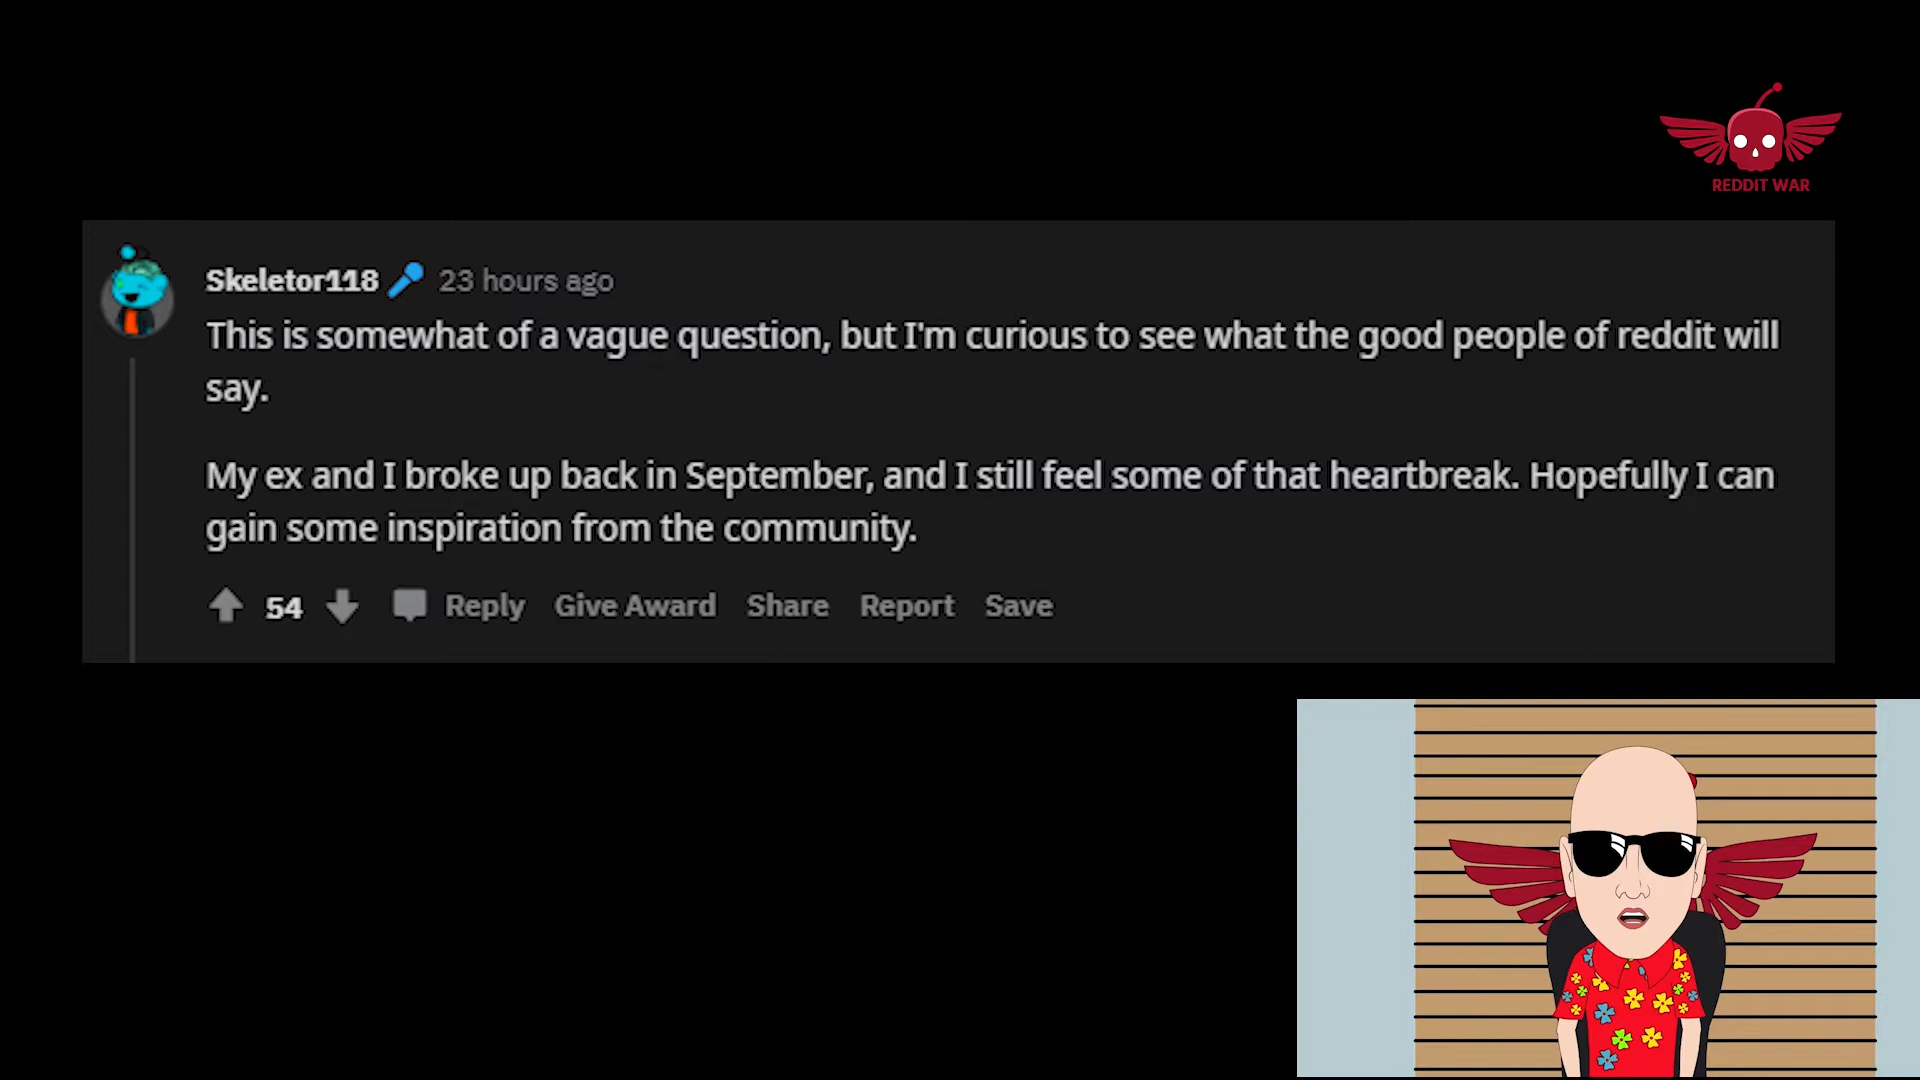 REDDIT WAR
Skeletor118 23 hours ago
This is somewhat of a vague question, but I'm curious to see what the good people of reddit will
say.
My ex and I broke up back in September, and I still feel some of that heartbreak. Hopefully I can
gain some inspiration from the community.
54 Reply Give Award Share Report Save